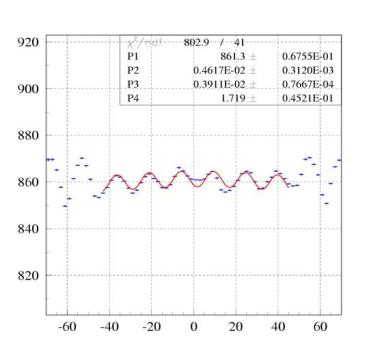 χ²/ndf 802.9 / 41
P1 861.3 ± 0.6755E-01
P2 0.4617E-02 ± 0.3120E-03
P3 0.3911E-02 ± 0.7667E-04
P4 1.719 ± 0.4521E-01
920
900
880
860
840
820
-60 -40 -20 0 20 40 60